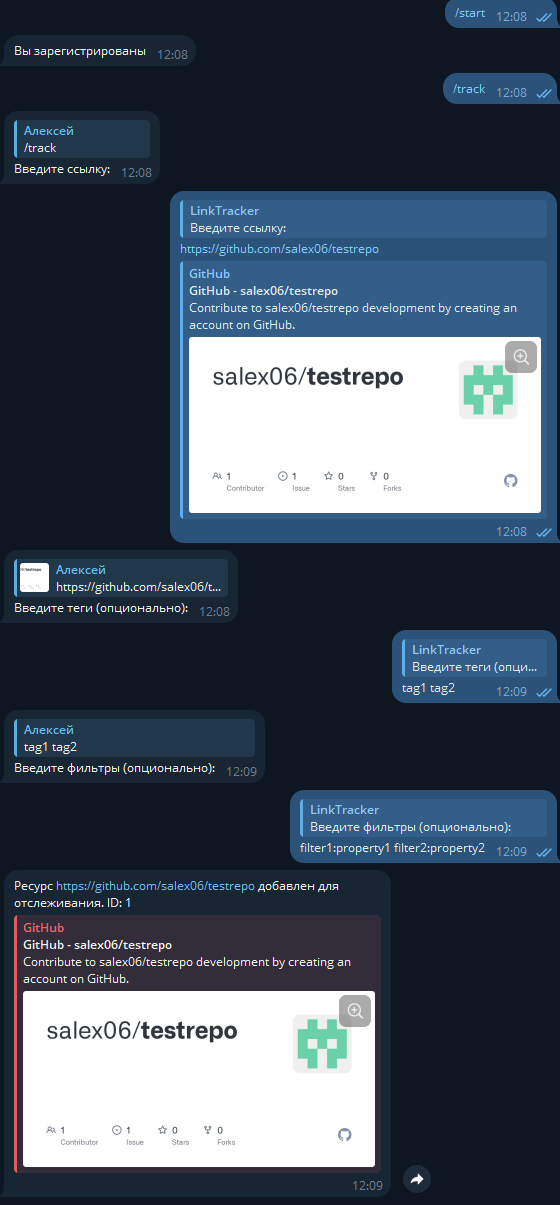 /start 12:08
Вы зарегистрированы 12:08
/track 12:08
Алексей
/track
Введите ссылку: 12:08
LinkTracker
Введите ссылку:
https://github.com/salex06/testrepo
GitHub
GitHub - salex06/testrepo
Contribute to salex06/testrepo development by creating an
account on GitHub.
salex06/testrepo
1 1 0 0
Contributor Issue Stars Forks
12:08
Алексей
https://github.com/salex06/t...
Введите теги (опционально): 12:08
LinkTracker
Введите теги (опци...
tag1 tag2 12:09
Алексей
tag1 tag2
Введите фильтры (опционально): 12:09
LinkTracker
Введите фильтры (опционально):
filter1:property1 filter2:property2 12:09
Ресурс https://github.com/salex06/testrepo добавлен для
отслеживания. ID: 1
GitHub
GitHub - salex06/testrepo
Contribute to salex06/testrepo development by creating an
account on GitHub.
salex06/testrepo
1 1 0 0
Contributor Issue Stars Forks
12:09